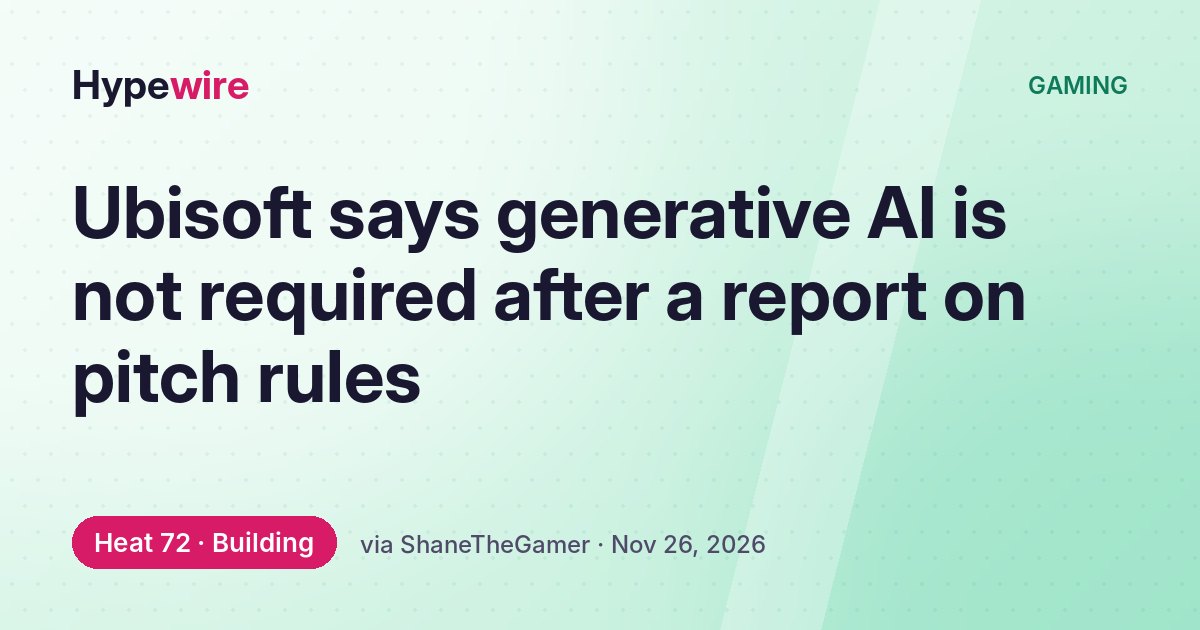 Hypewire
GAMING
Ubisoft says generative AI is
not required after a report on
pitch rules
Heat 72 · Building
via ShaneTheGamer · Nov 26, 2026